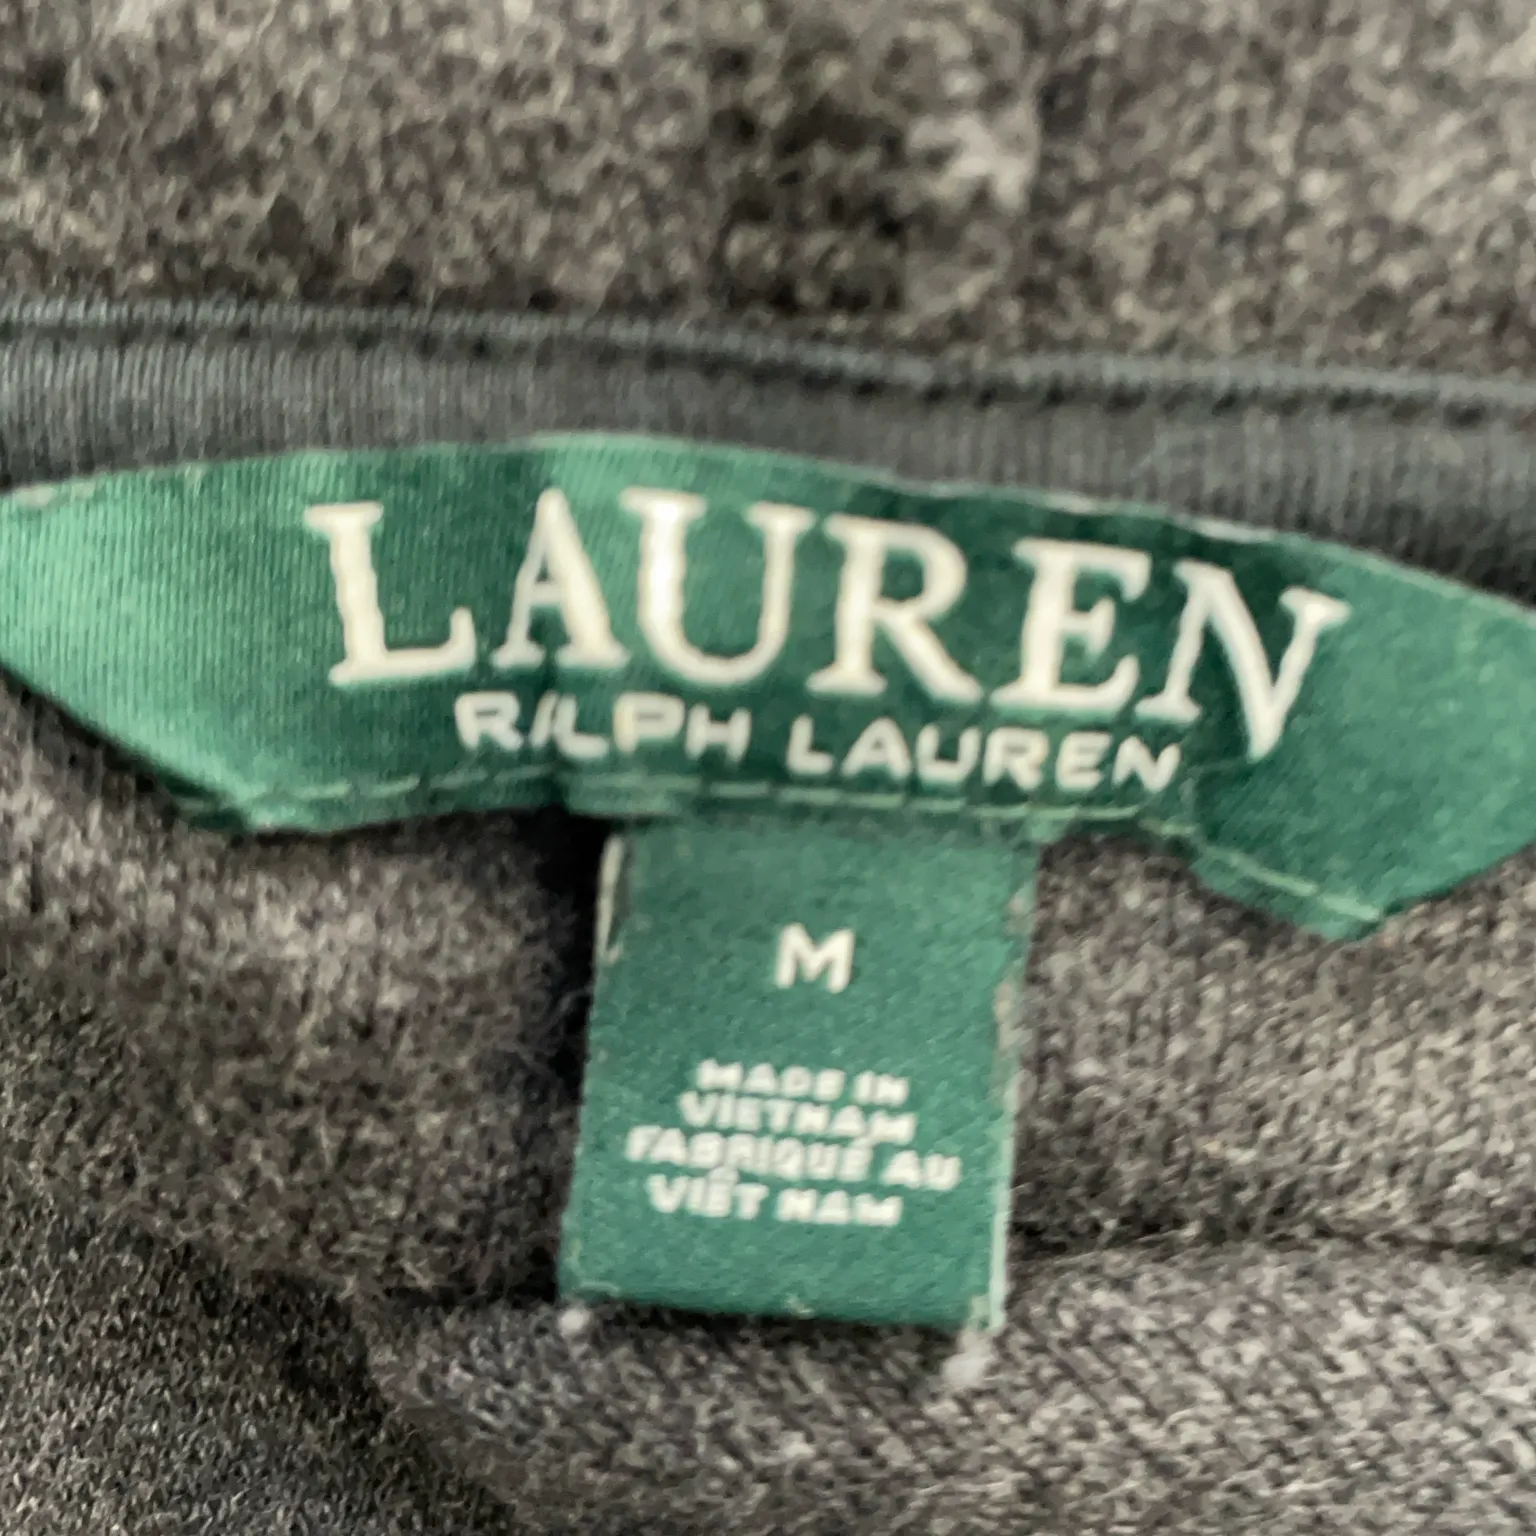 LAUREN
RALPH LAUREN
M
MADE IN
VIETNAM
FABRIQUÉ AU
VIÊT NAM